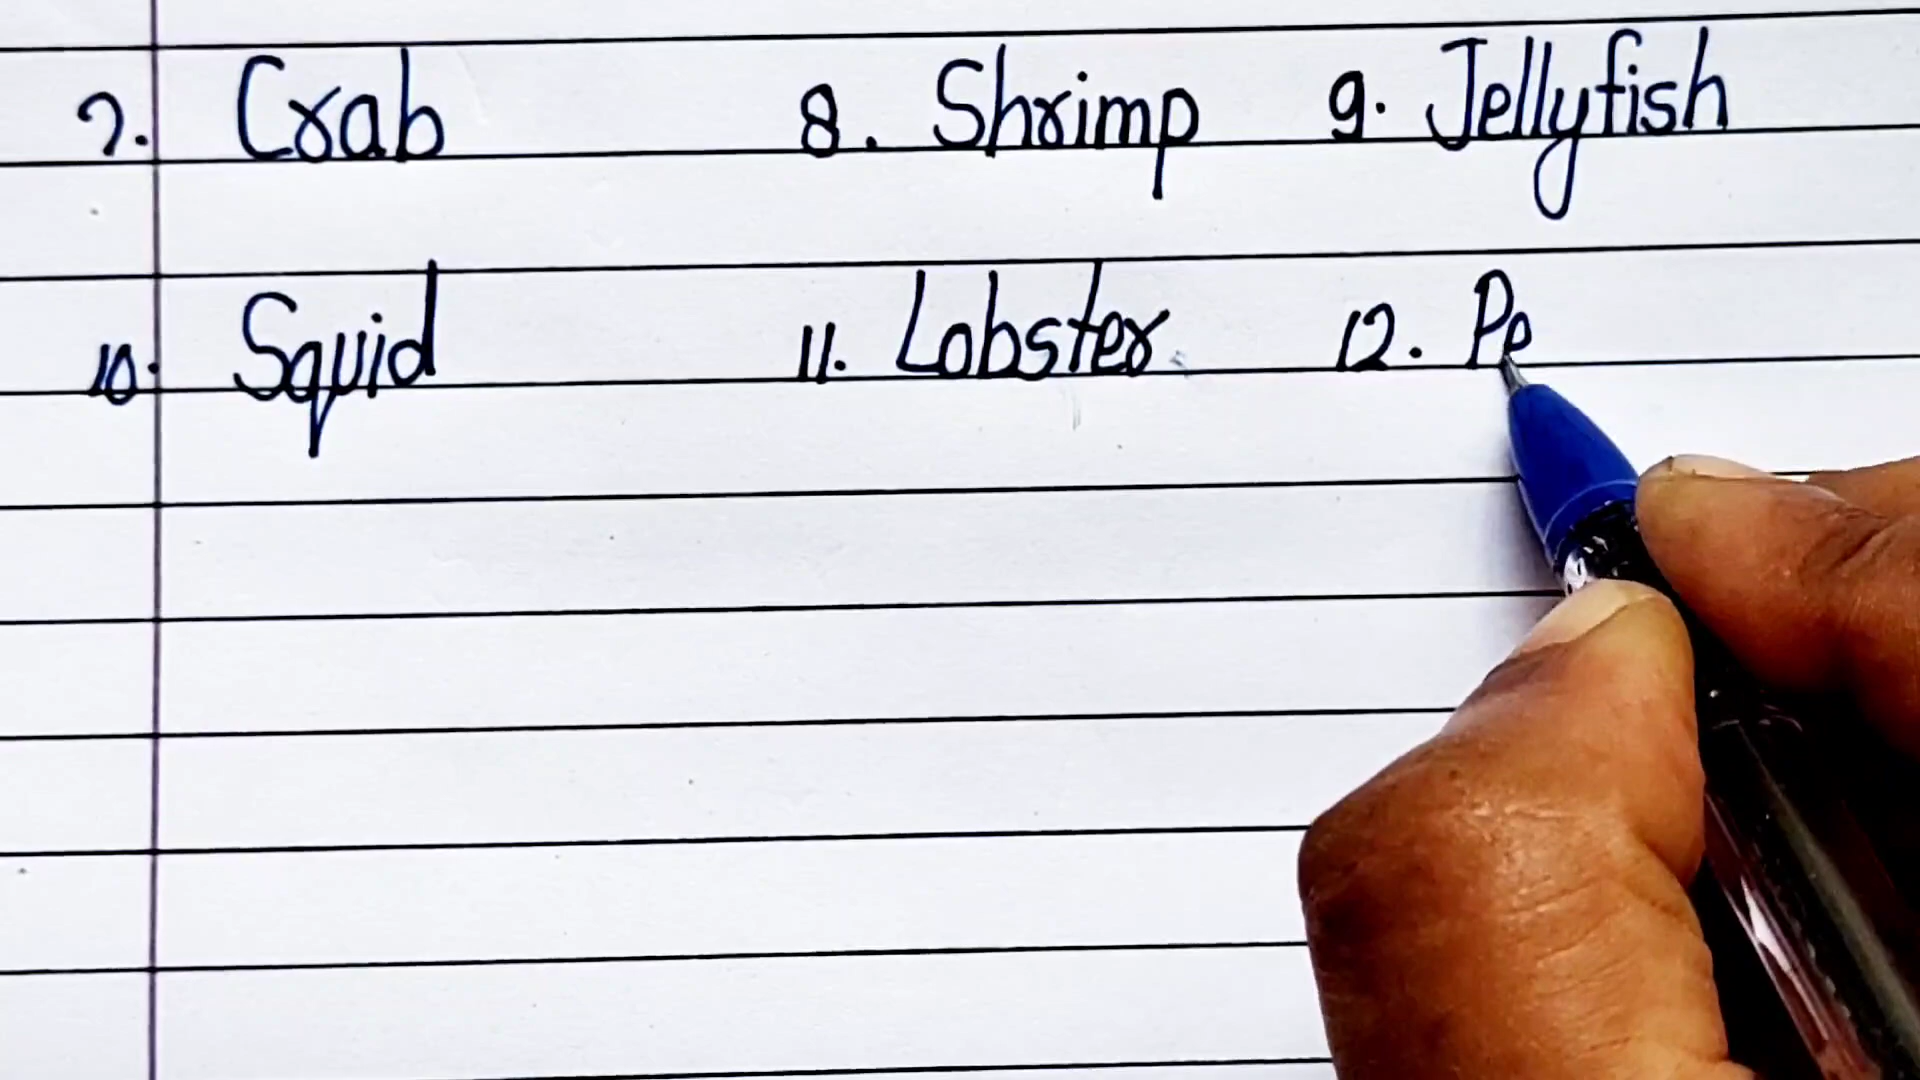 7. Crab 8. Shrimp 9. Jellyfish
10. Squid 11. Lobster 12. Pe